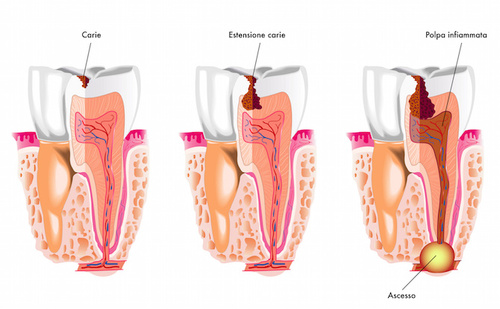 Carie
Estensione carie
Polpa infiammata
Ascesso